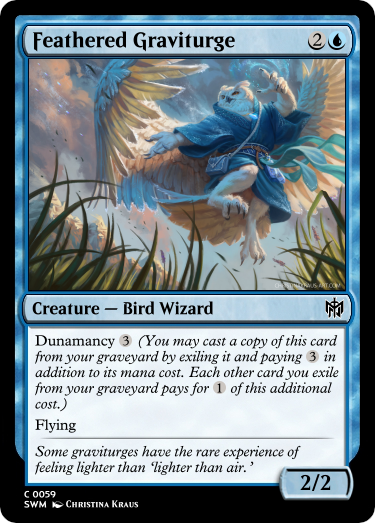 Feathered Graviturge 2
Creature — Bird Wizard
Dunamancy 3 (You may cast a copy of this card
from your graveyard by exiling it and paying 3 in
addition to its mana cost. Each other card you exile
from your graveyard pays for 1 of this additional
cost.)
Flying
Some graviturges have the rare experience of
feeling lighter than ‘lighter than air.’
2/2
C 0059
SWM Christina Kraus